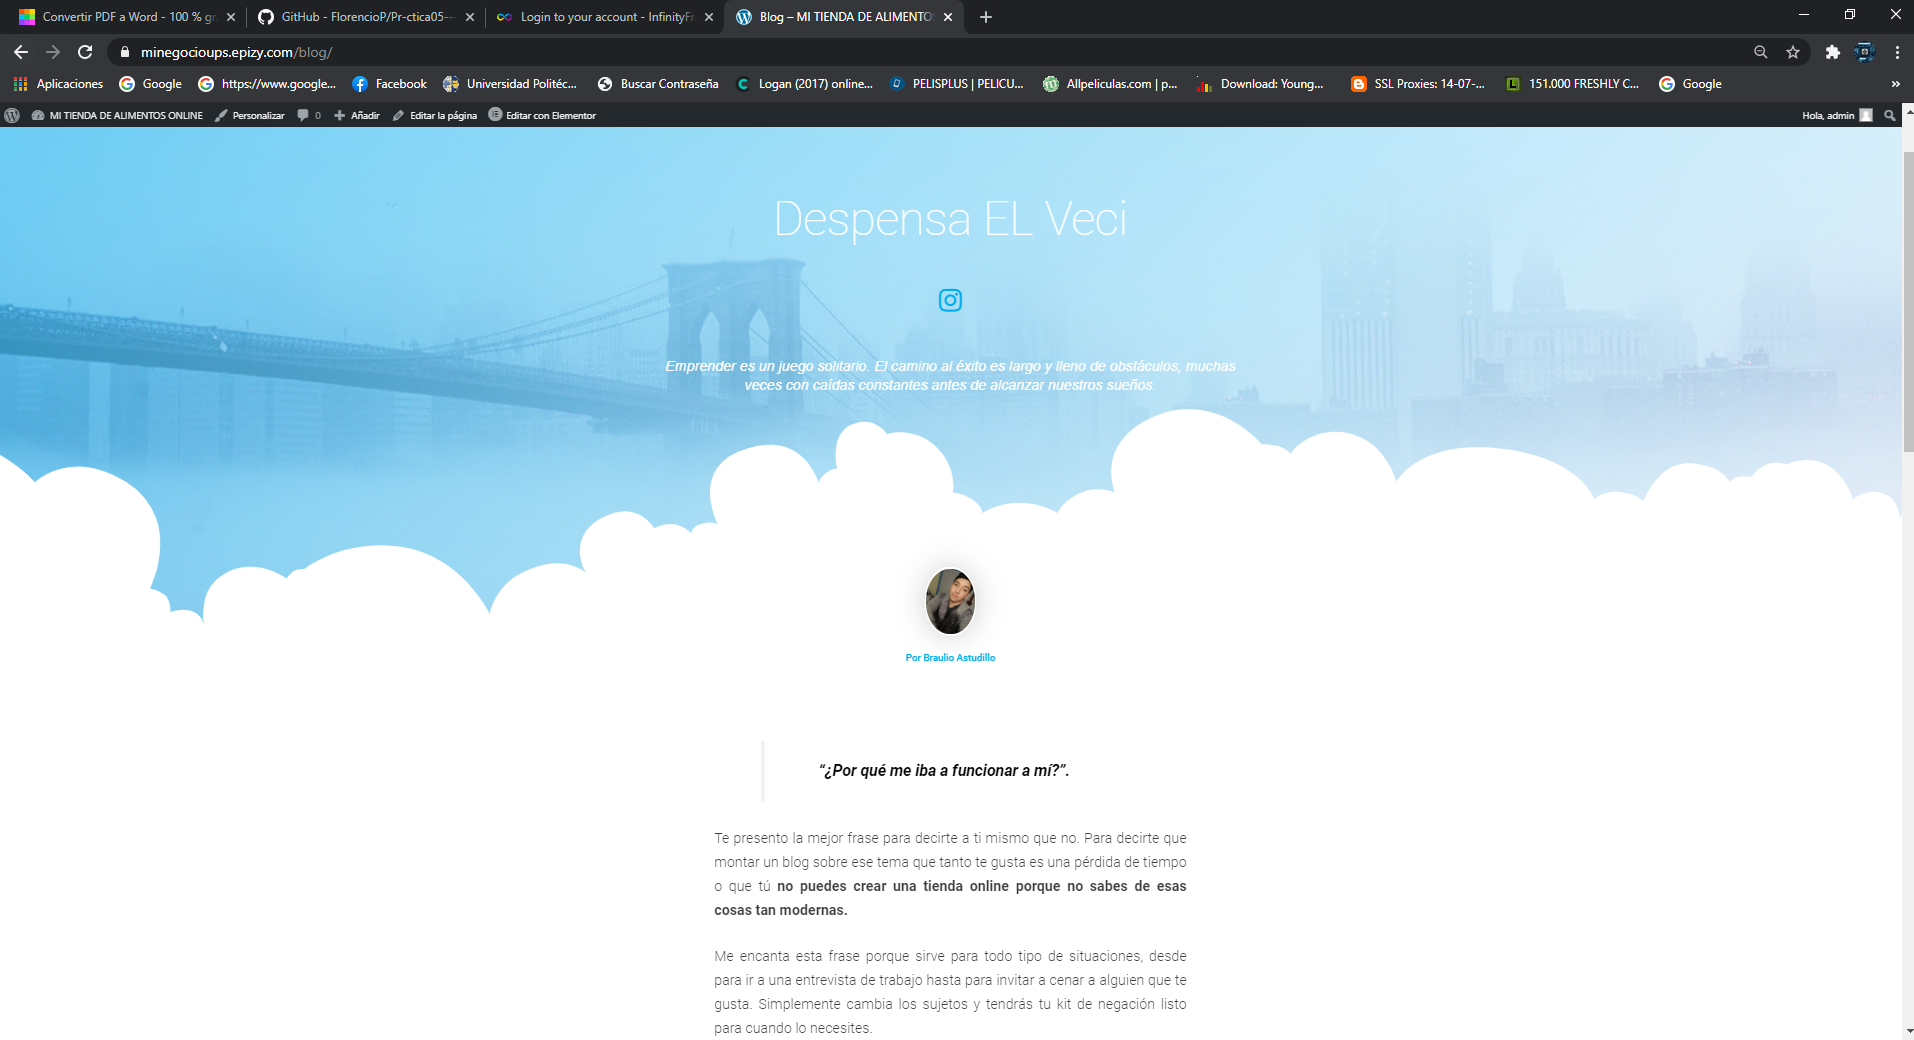 Convertir PDF a Word - 100 % gr
GitHub - FlorencioP/Pr-ctica05--
Login to your account - InfinityFr
Blog – MI TIENDA DE ALIMENTOS
minegocioups.epizy.com/blog/
Aplicaciones
Google
https://www.google...
Facebook
Universidad Politéc...
Buscar Contraseña
Logan (2017) online...
PELISPLUS | PELICU...
Allpeliculas.com | p...
Download: Young...
SSL Proxies: 14-07-...
151.000 FRESHLY C...
Google
»
MI TIENDA DE ALIMENTOS ONLINE
Personalizar
0
Añadir
Editar la página
Editar con Elementor
Hola, admin
Despensa EL Veci
Emprender es un juego solitario. El camino al éxito es largo y lleno de obstáculos, muchas
veces con caídas constantes antes de alcanzar nuestros sueños.
Por Braulio Astudillo
“¿Por qué me iba a funcionar a mí?”.
Te presento la mejor frase para decirte a ti mismo que no. Para decirte que
montar un blog sobre ese tema que tanto te gusta es una pérdida de tiempo
o que tú no puedes crear una tienda online porque no sabes de esas
cosas tan modernas.
Me encanta esta frase porque sirve para todo tipo de situaciones, desde
para ir a una entrevista de trabajo hasta para invitar a cenar a alguien que te
gusta. Simplemente cambia los sujetos y tendrás tu kit de negación listo
para cuando lo necesites.